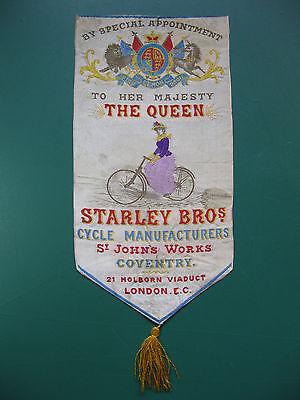 BY SPECIAL APPOINTMENT
TO HER MAJESTY
THE QUEEN
STARLEY BROS
CYCLE MANUFACTURERS
ST JOHN'S WORKS
COVENTRY.
21 HOLBORN VIADUCT
LONDON. E.C.